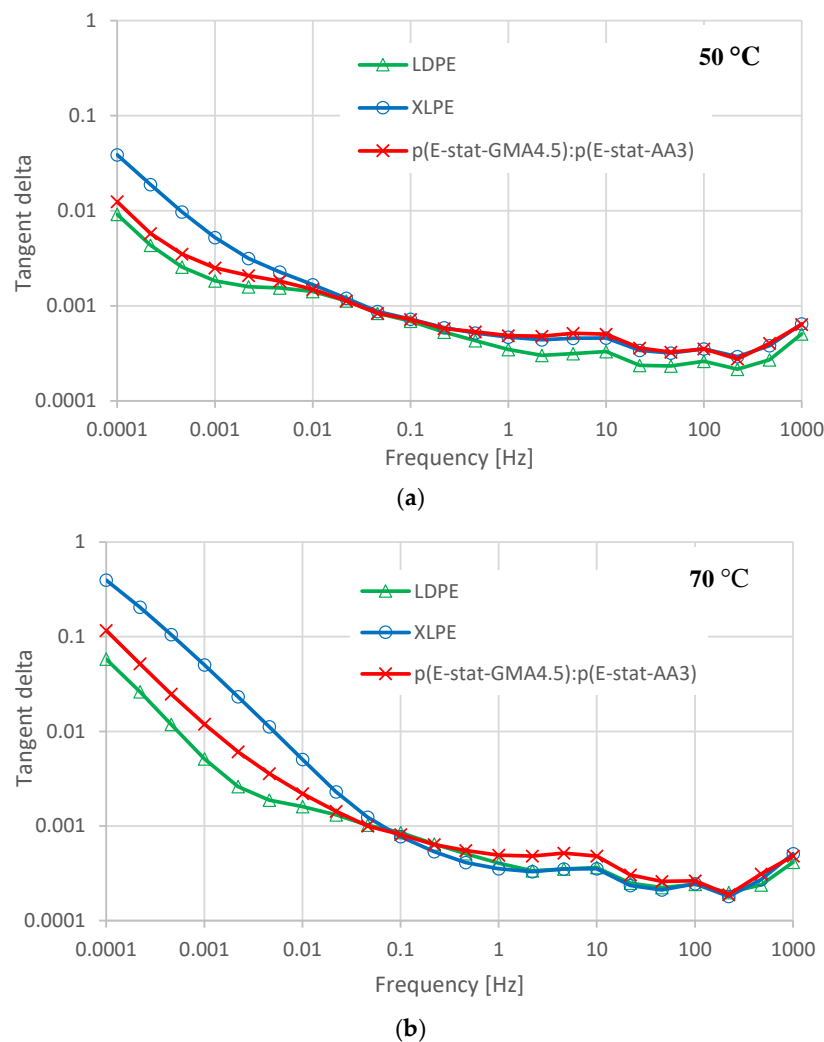 1
50 °C
LDPE
XLPE
p(E-stat-GMA4.5):p(E-stat-AA3)
0.1
0.01
0.001
0.0001
Tangent delta
0.0001 0.001 0.01 0.1 1 10 100 1000
Frequency [Hz]
(a)
1
70 °C
LDPE
XLPE
p(E-stat-GMA4.5):p(E-stat-AA3)
0.1
0.01
0.001
0.0001
Tangent delta
0.0001 0.001 0.01 0.1 1 10 100 1000
Frequency [Hz]
(b)